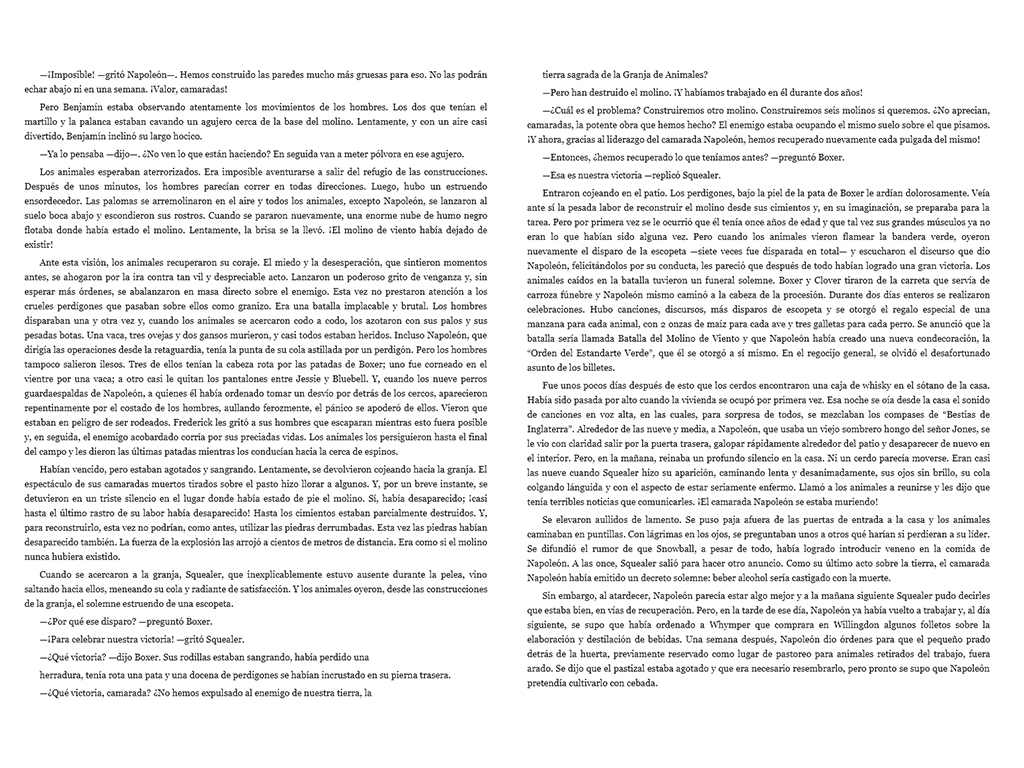 —¡Imposible! —gritó Napoleón—. Hemos construido las paredes mucho más gruesas para eso. No las podrán
echar abajo ni en una semana. ¡Valor, camaradas!
Pero Benjamín estaba observando atentamente los movimientos de los hombres. Los dos que tenían el
martillo y la palanca estaban cavando un agujero cerca de la base del molino. Lentamente, y con un aire casi
divertido, Benjamín inclinó su largo hocico.
—Ya lo pensaba —dijo—. ¿No ven lo que están haciendo? En seguida van a meter pólvora en ese agujero.
Los animales esperaban aterrorizados. Era imposible aventurarse a salir del refugio de las construcciones.
Después de unos minutos, los hombres parecían correr en todas direcciones. Luego, hubo un estruendo
ensordecedor. Las palomas se arremolinaron en el aire y todos los animales, excepto Napoleón, se lanzaron al
suelo boca abajo y escondieron sus rostros. Cuando se pararon nuevamente, una enorme nube de humo negro
flotaba donde había estado el molino. Lentamente, la brisa se la llevó. ¡El molino de viento había dejado de
existir!
Ante esta visión, los animales recuperaron su coraje. El miedo y la desesperación, que sintieron momentos
antes, se ahogaron por la ira contra tan vil y despreciable acto. Lanzaron un poderoso grito de venganza y, sin
esperar más órdenes, se abalanzaron en masa directo sobre el enemigo. Esta vez no prestaron atención a los
crueles perdigones que pasaban sobre ellos como granizo. Era una batalla implacable y brutal. Los hombres
disparaban una y otra vez y, cuando los animales se acercaron codo a codo, los azotaron con sus palos y sus
pesadas botas. Una vaca, tres ovejas y dos gansos murieron, y casi todos estaban heridos. Incluso Napoleón, que
dirigía las operaciones desde la retaguardia, tenía la punta de su cola astillada por un perdigón. Pero los hombres
tampoco salieron ilesos. Tres de ellos tenían la cabeza rota por las patadas de Boxer; uno fue corneado en el
vientre por una vaca; a otro casi le quitan los pantalones entre Jessie y Bluebell. Y, cuando los nueve perros
guardaespaldas de Napoleón, a quienes él había ordenado tomar un desvío por detrás de los cercos, aparecieron
repentinamente por el costado de los hombres, aullando ferozmente, el pánico se apoderó de ellos. Vieron que
estaban en peligro de ser rodeados. Frederick les gritó a sus hombres que escaparan mientras esto fuera posible
y, en seguida, el enemigo acobardado corría por sus preciadas vidas. Los animales los persiguieron hasta el final
del campo y les dieron las últimas patadas mientras los conducían hacia la cerca de espinos.
Habían vencido, pero estaban agotados y sangrando. Lentamente, se devolvieron cojeando hacia la granja. El
espectáculo de sus camaradas muertos tirados sobre el pasto hizo llorar a algunos. Y, por un breve instante, se
detuvieron en un triste silencio en el lugar donde había estado de pie el molino. Sí, había desaparecido; ¡casi
hasta el último rastro de su labor había desaparecido! Hasta los cimientos estaban parcialmente destruidos. Y,
para reconstruirlo, esta vez no podrían, como antes, utilizar las piedras derrumbadas. Esta vez las piedras habían
desaparecido también. La fuerza de la explosión las arrojó a cientos de metros de distancia. Era como si el molino
nunca hubiera existido.
Cuando se acercaron a la granja, Squealer, que inexplicablemente estuvo ausente durante la pelea, vino
saltando hacia ellos, meneando su cola y radiante de satisfacción. Y los animales oyeron, desde las construcciones
de la granja, el solemne estruendo de una escopeta.
—¿Por qué ese disparo? —preguntó Boxer.
—¡Para celebrar nuestra victoria! —gritó Squealer.
—¿Qué victoria? —dijo Boxer. Sus rodillas estaban sangrando, había perdido una
herradura, tenía rota una pata y una docena de perdigones se habían incrustado en su pierna trasera.
—¿Qué victoria, camarada? ¿No hemos expulsado al enemigo de nuestra tierra, la
tierra sagrada de la Granja de Animales?
—Pero han destruido el molino. ¡Y habíamos trabajado en él durante dos años!
—¿Cuál es el problema? Construiremos otro molino. Construiremos seis molinos si queremos. ¿No aprecian,
camaradas, la potente obra que hemos hecho? El enemigo estaba ocupando el mismo suelo sobre el que pisamos.
¡Y ahora, gracias al liderazgo del camarada Napoleón, hemos recuperado nuevamente cada pulgada del mismo!
—Entonces, ¿hemos recuperado lo que teníamos antes? —preguntó Boxer.
—Esa es nuestra victoria —replicó Squealer.
Entraron cojeando en el patio. Los perdigones, bajo la piel de la pata de Boxer le ardían dolorosamente. Veía
ante sí la pesada labor de reconstruir el molino desde sus cimientos y, en su imaginación, se preparaba para la
tarea. Pero por primera vez se le ocurrió que él tenía once años de edad y que tal vez sus grandes músculos ya no
eran lo que habían sido alguna vez. Pero cuando los animales vieron flamear la bandera verde, oyeron
nuevamente el disparo de la escopeta —siete veces fue disparada en total— y escucharon el discurso que dio
Napoleón, felicitándolos por su conducta, les pareció que después de todo habían logrado una gran victoria. Los
animales caídos en la batalla tuvieron un funeral solemne. Boxer y Clover tiraron de la carreta que servía de
carroza fúnebre y Napoleón mismo caminó a la cabeza de la procesión. Durante dos días enteros se realizaron
celebraciones. Hubo canciones, discursos, más disparos de escopeta y se otorgó el regalo especial de una
manzana para cada animal, con 2 onzas de maíz para cada ave y tres galletas para cada perro. Se anunció que la
batalla sería llamada Batalla del Molino de Viento y que Napoleón había creado una nueva condecoración, la
“Orden del Estandarte Verde”, que él se otorgó a sí mismo. En el regocijo general, se olvidó el desafortunado
asunto de los billetes.
Fue unos pocos días después de esto que los cerdos encontraron una caja de whisky en el sótano de la casa.
Había sido pasada por alto cuando la vivienda se ocupó por primera vez. Esa noche se oía desde la casa el sonido
de canciones en voz alta, en las cuales, para sorpresa de todos, se mezclaban los compases de “Bestias de
Inglaterra”. Alrededor de las nueve y media, a Napoleón, que usaba un viejo sombrero hongo del señor Jones, se
le vio con claridad salir por la puerta trasera, galopar rápidamente alrededor del patio y desaparecer de nuevo en
el interior. Pero, en la mañana, reinaba un profundo silencio en la casa. Ni un cerdo parecía moverse. Eran casi
las nueve cuando Squealer hizo su aparición, caminando lenta y desanimadamente, sus ojos sin brillo, su cola
colgando lánguida y con el aspecto de estar seriamente enfermo. Llamó a los animales a reunirse y les dijo que
tenía terribles noticias que comunicarles. ¡El camarada Napoleón se estaba muriendo!
Se elevaron aullidos de lamento. Se puso paja afuera de las puertas de entrada a la casa y los animales
caminaban en puntillas. Con lágrimas en los ojos, se preguntaban unos a otros qué harían si perdieran a su líder.
Se difundió el rumor de que Snowball, a pesar de todo, había logrado introducir veneno en la comida de
Napoleón. A las once, Squealer salió para hacer otro anuncio. Como su último acto sobre la tierra, el camarada
Napoleón había emitido un decreto solemne: beber alcohol sería castigado con la muerte.
Sin embargo, al atardecer, Napoleón parecía estar algo mejor y a la mañana siguiente Squealer pudo decirles
que estaba bien, en vías de recuperación. Pero, en la tarde de ese día, Napoleón ya había vuelto a trabajar y, al día
siguiente, se supo que había ordenado a Whymper que comprara en Willingdon algunos folletos sobre la
elaboración y destilación de bebidas. Una semana después, Napoleón dio órdenes para que el pequeño prado
detrás de la huerta, previamente reservado como lugar de pastoreo para animales retirados del trabajo, fuera
arado. Se dijo que el pastizal estaba agotado y que era necesario resembrarlo, pero pronto se supo que Napoleón
pretendía cultivarlo con cebada.